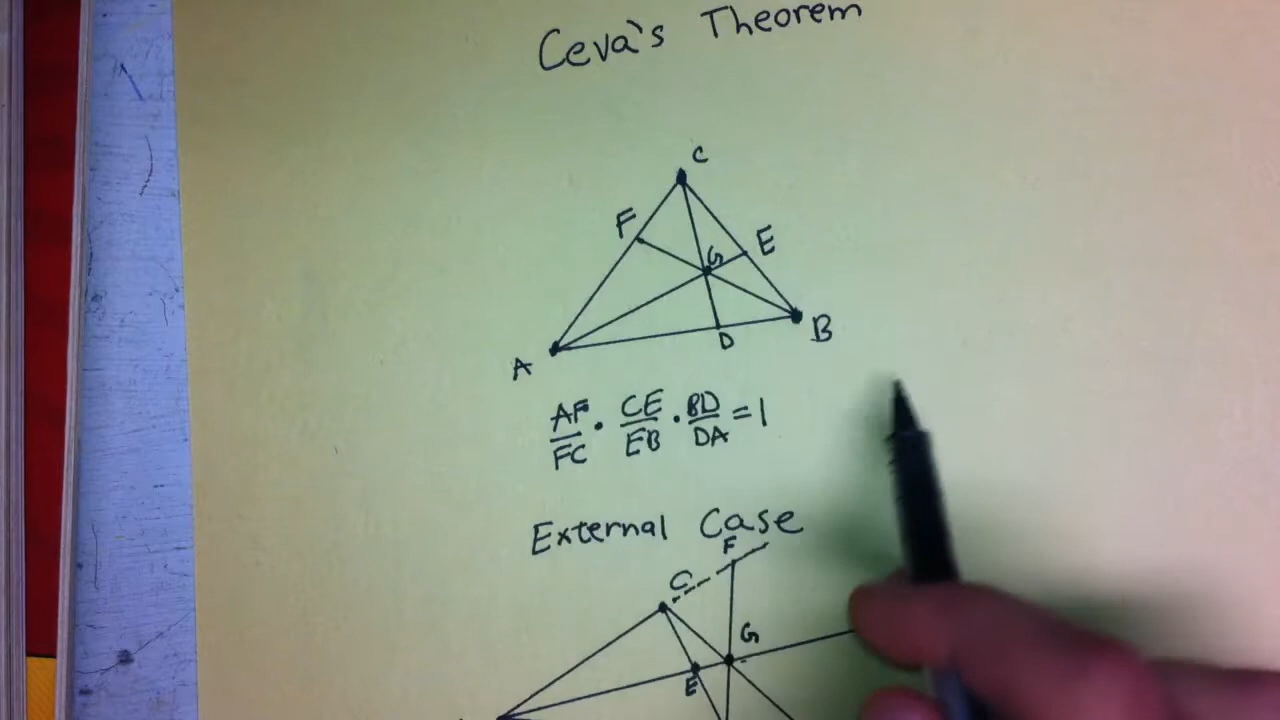 Ceva's Theorem
C
F
E
G
A
D
B
AF/FC · CE/EB · BD/DA = 1
External Case
F
C
G
E